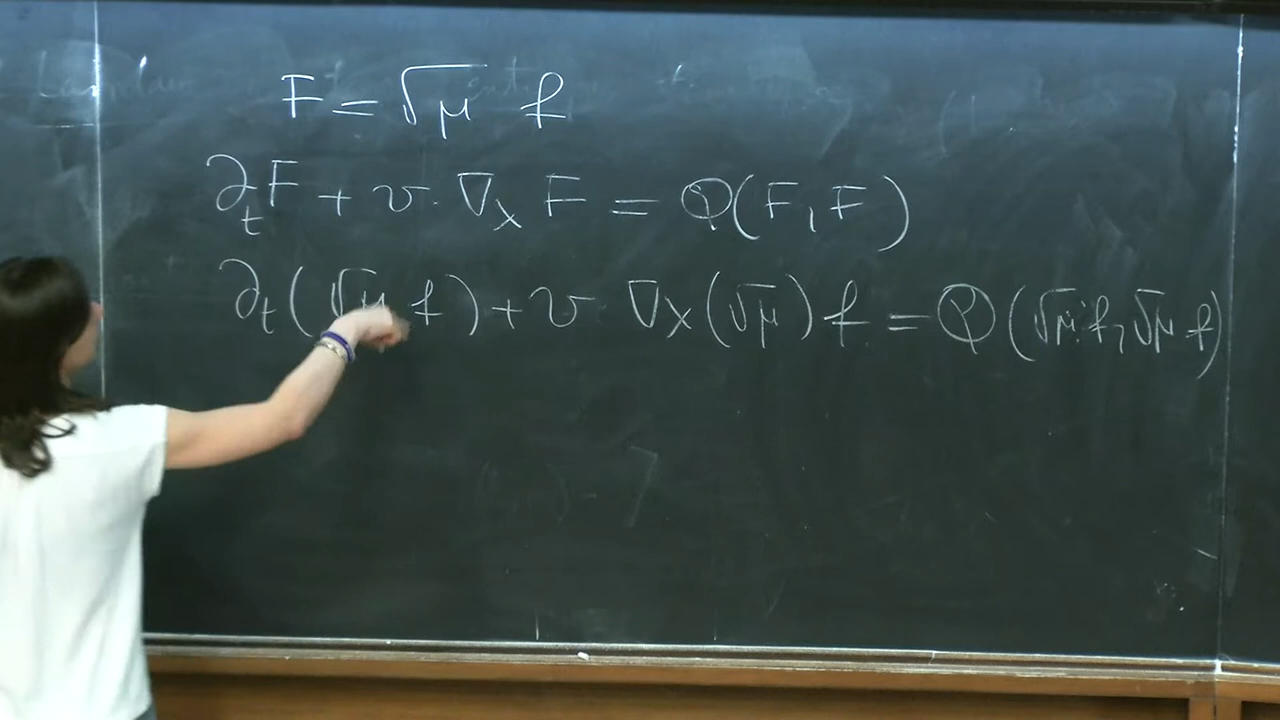 F = √μ f
∂_t F + v · ∇_x F = Q(F, F)
∂_t (√μ f) + v · ∇_x (√μ) f = Q(√μ f, √μ f)